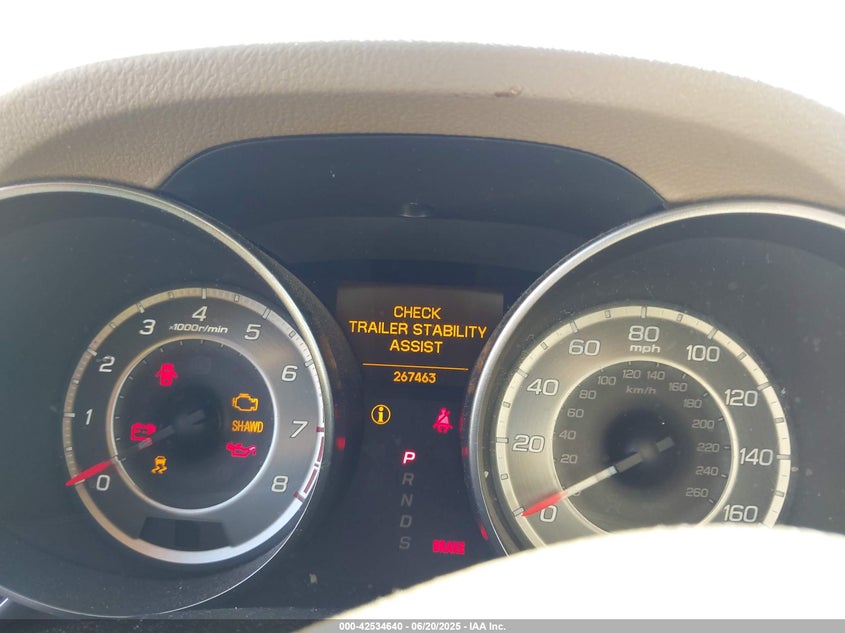 CHECK
TRAILER STABILITY
ASSIST
267463
0 1 2 3 4 5 6 7 8
x1000r/min
SHAWD
P
R
N
D
S
BRAKE
0 20 40 60 80 100 120 140 160
mph
0 20 40 60 80 100 120 140 160 180 200 220 240 260
km/h
000-42534640 - 06/20/2025 - IAA Inc.